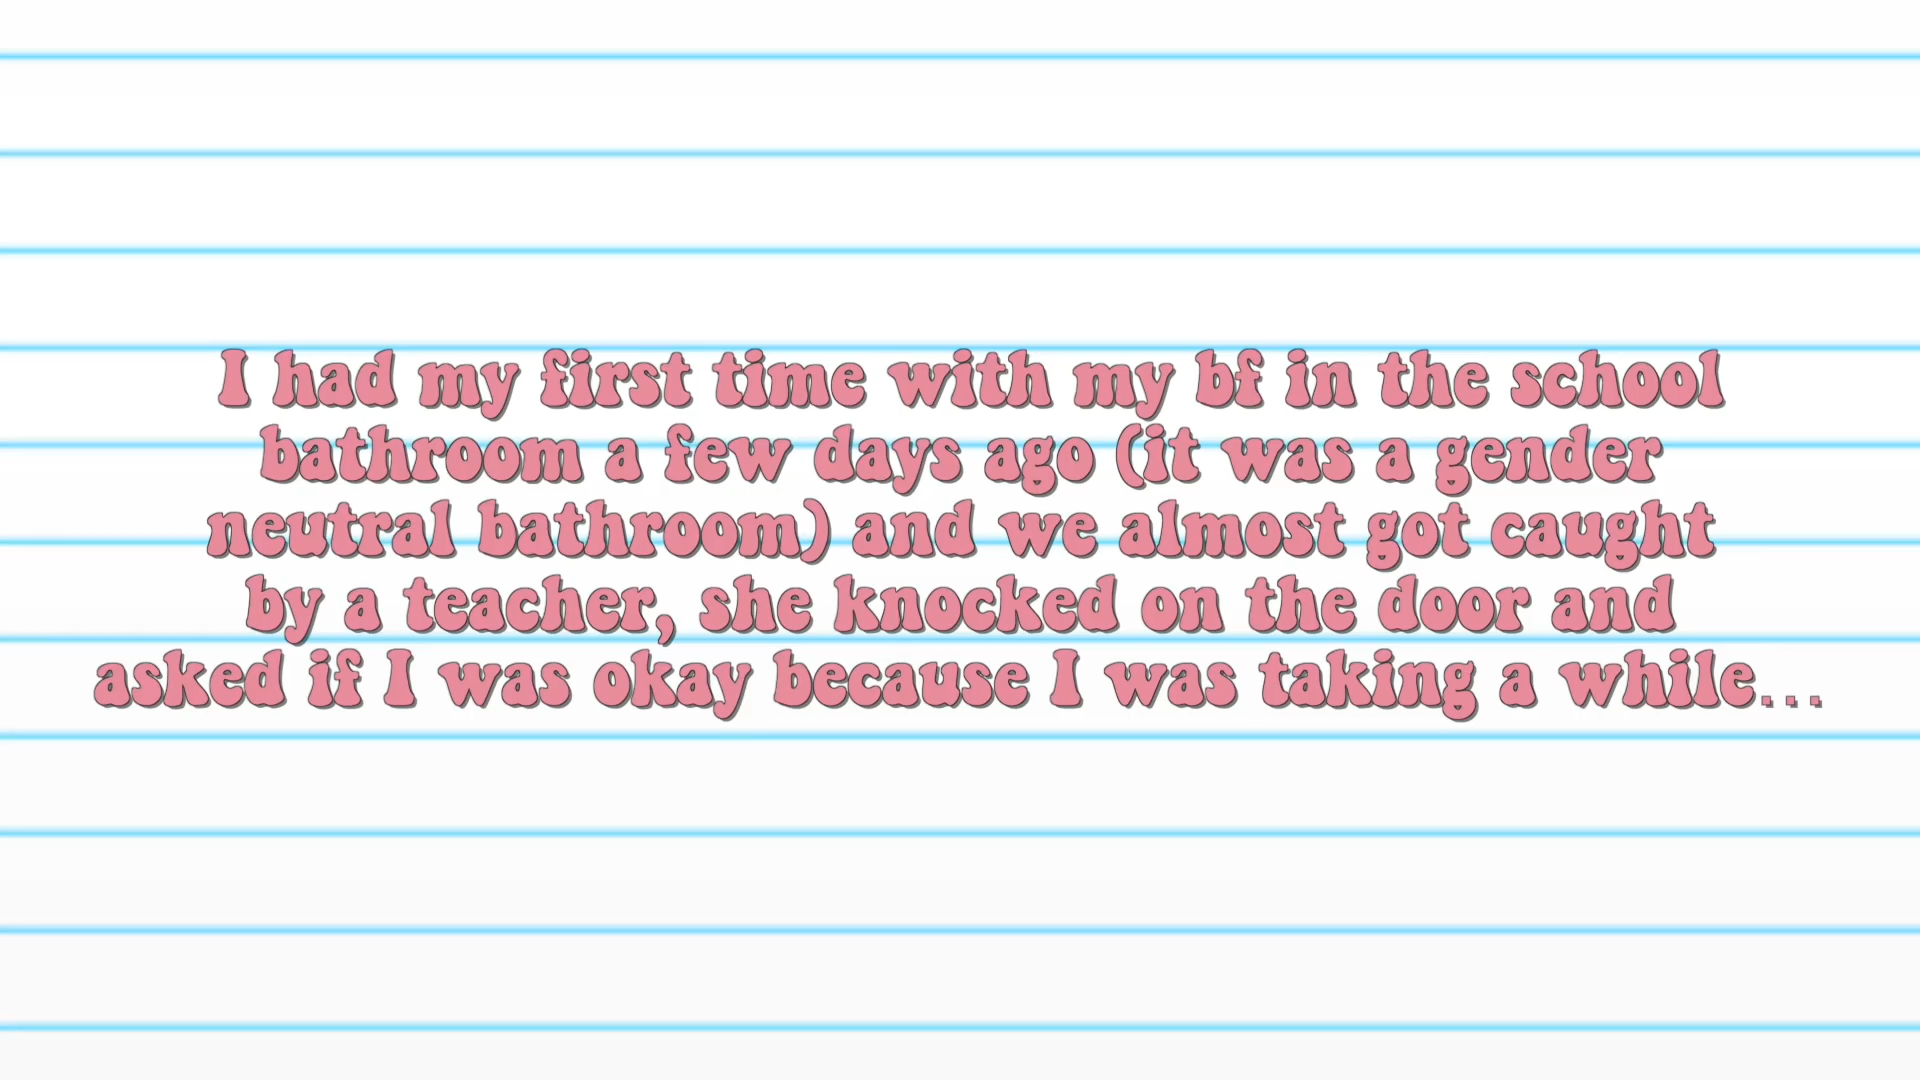 I had my first time with my bf in the school
bathroom a few days ago (it was a gender
neutral bathroom) and we almost got caught
by a teacher, she knocked on the door and
asked if I was okay because I was taking a while...